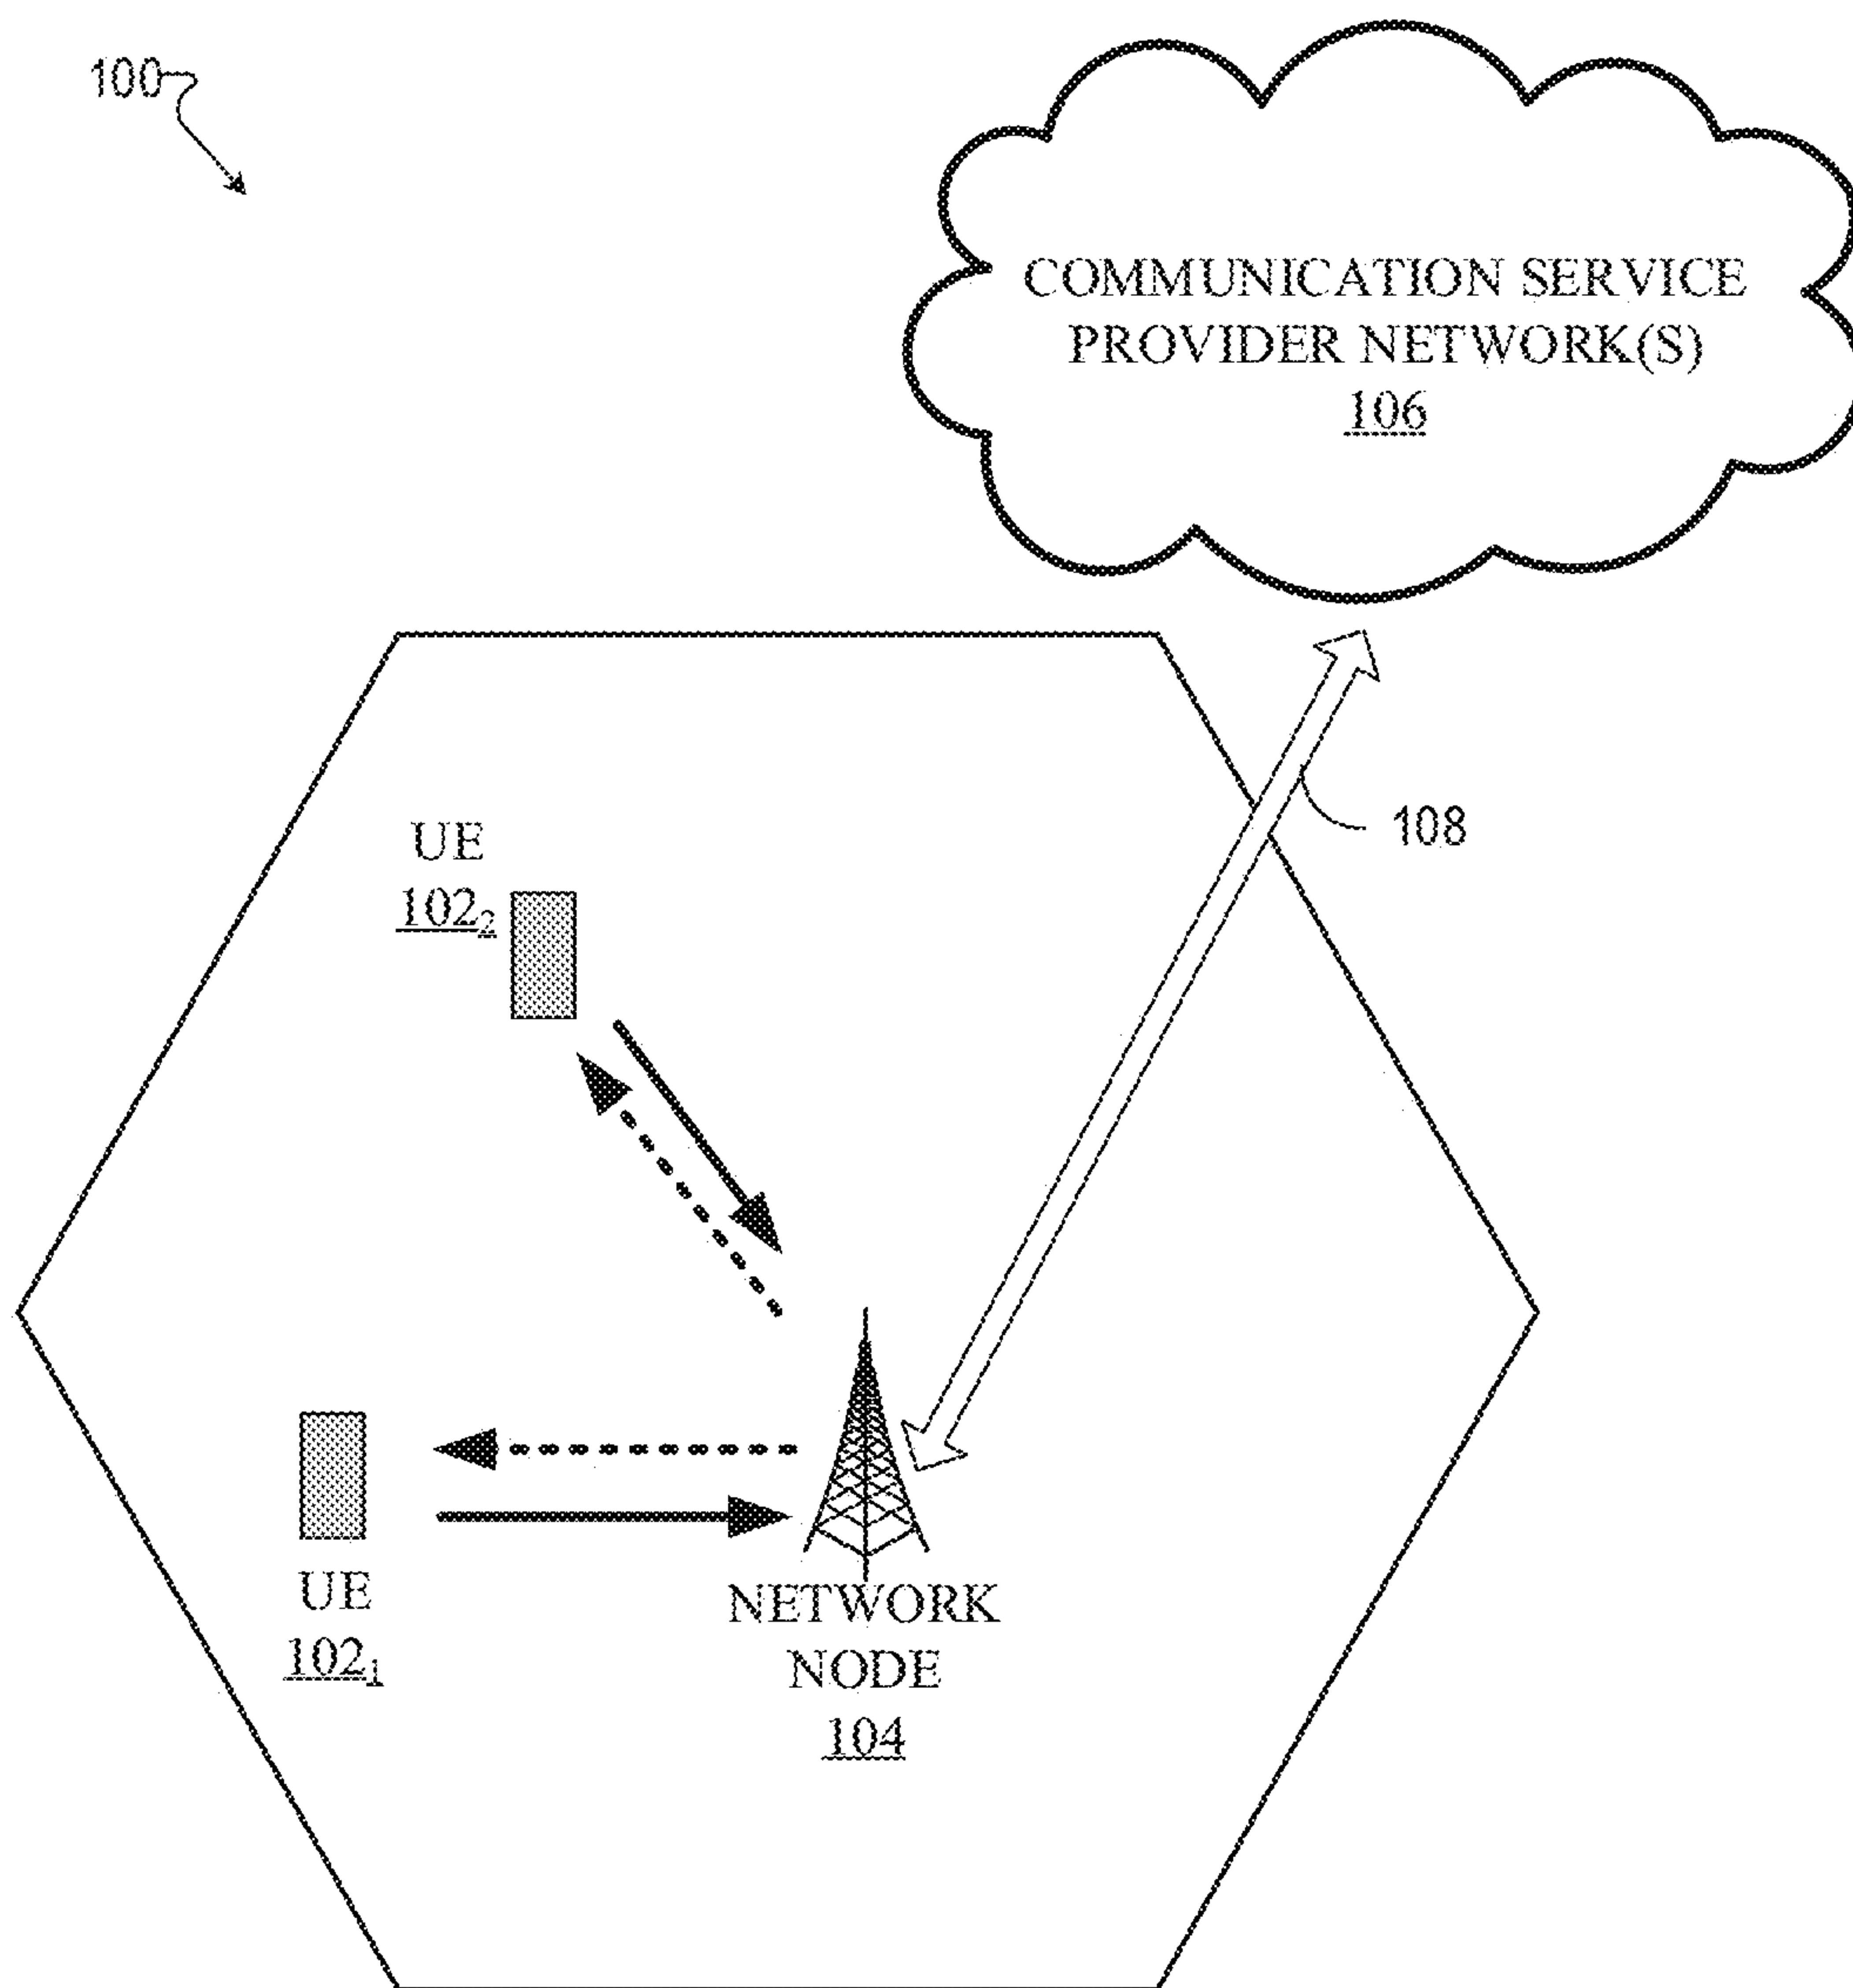 100
COMMUNICATION SERVICE
PROVIDER NETWORK(S)
106
108
UE
102₂
UE
102₁
NETWORK
NODE
104